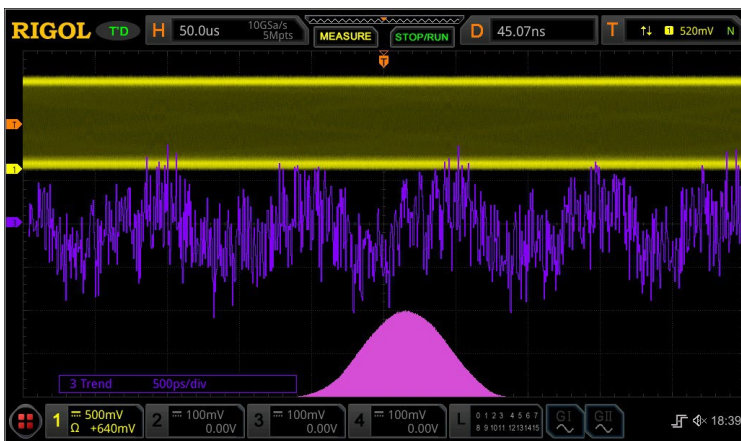 RIGOL T'D H 50.0us 10GSa/s 5Mpts MEASURE STOP/RUN D 45.07ns T 1 520mV N
T
T
1
1
3 Trend 500ps/div
1 500mV 2 100mV 3 100mV 4 100mV L 0 1 2 3 4 5 6 7 GI GII
Ω +640mV 0.00V 0.00V 0.00V 8 9 10 11 12 13 14 15 18:39